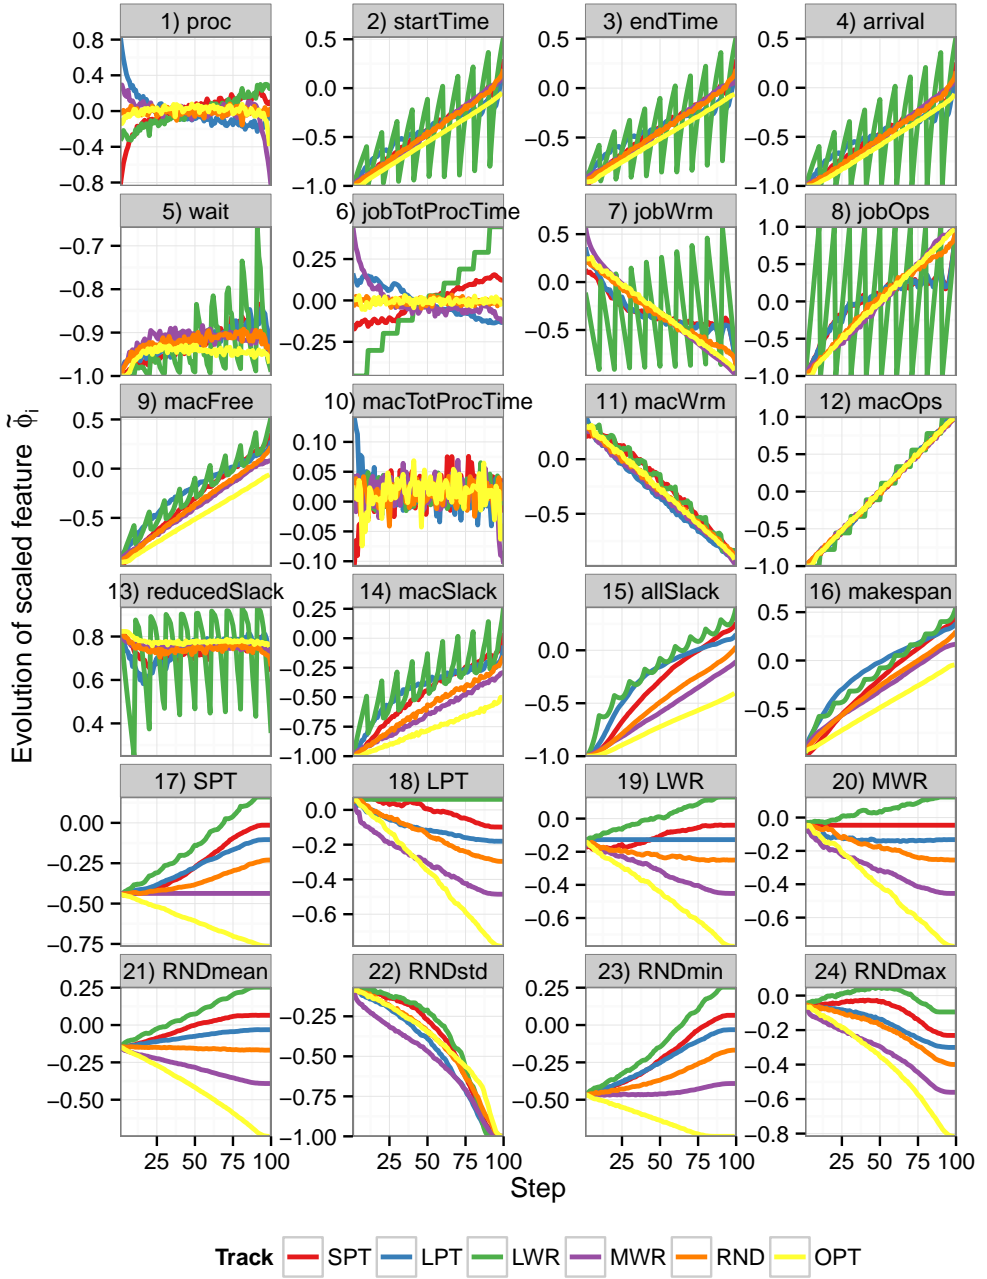 1) proc 2) startTime 3) endTime 4) arrival
0.8 0.4 0.0 −0.4 −0.8
0.5 0.0 −0.5 −1.0
0.5 0.0 −0.5
0.5 0.0 −0.5 −1.0
5) wait 6) jobTotProcTime 7) jobWrm 8) jobOps
−0.7 −0.8 −0.9 −1.0
0.25 0.00 −0.25
0.5 0.0 −0.5
1.0 0.5 0.0 −0.5 −1.0
9) macFree 10) macTotProcTime 11) macWrm 12) macOps
0.5 0.0 −0.5
0.10 0.05 0.00 −0.05 −0.10
0.0 −0.5
1.0 0.5 0.0 −0.5 −1.0
13) reducedSlack 14) macSlack 15) allSlack 16) makespan
0.8 0.6 0.4
0.25 0.00 −0.25 −0.50 −0.75 −1.00
0.0 −0.5 −1.0
0.5 0.0 −0.5
17) SPT 18) LPT 19) LWR 20) MWR
0.00 −0.25 −0.50 −0.75
0.0 −0.2 −0.4 −0.6
0.0 −0.2 −0.4 −0.6
0.0 −0.2 −0.4 −0.6
21) RNDmean 22) RNDstd 23) RNDmin 24) RNDmax
0.25 0.00 −0.25 −0.50
−0.25 −0.50 −0.75 −1.00
0.25 0.00 −0.25 −0.50
0.0 −0.2 −0.4 −0.6 −0.8
25 50 75 100 25 50 75 100 25 50 75 100 25 50 75 100
Evolution of scaled feature φ̃i
Step
Track SPT LPT LWR MWR RND OPT